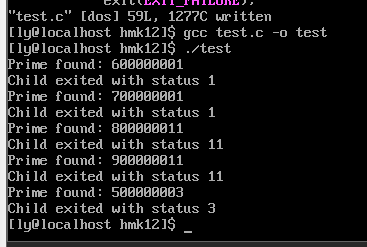 exit(EXIT_FAILURE);
"test.c" [dos] 59L, 1277C written
[ly@localhost hmk12]$ gcc test.c -o test
[ly@localhost hmk12]$ ./test
Prime found: 600000001
Child exited with status 1
Prime found: 700000001
Child exited with status 1
Prime found: 800000011
Child exited with status 11
Prime found: 900000011
Child exited with status 11
Prime found: 500000003
Child exited with status 3
[ly@localhost hmk12]$ _